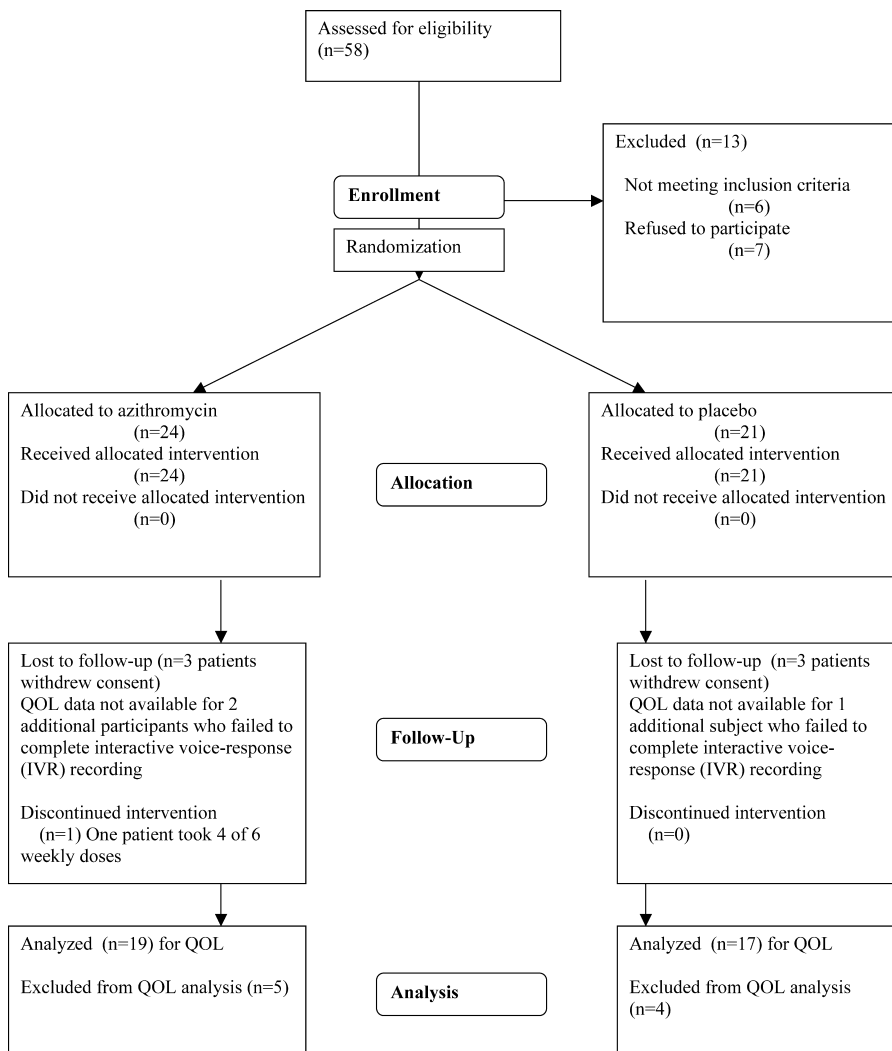 Assessed for eligibility
(n=58)
Excluded  (n=13)
Not meeting inclusion criteria
(n=6)
Refused to participate
(n=7)
Enrollment
Randomization
Allocated to azithromycin
(n=24)
Received allocated intervention
(n=24)
Did not receive allocated intervention
(n=0)
Allocation
Allocated to placebo
(n=21)
Received allocated intervention
(n=21)
Did not receive allocated intervention
(n=0)
Lost to follow-up (n=3 patients
withdrew consent)
QOL data not available for 2
additional participants who failed to
complete interactive voice-response
(IVR) recording
Discontinued intervention
(n=1) One patient took 4 of 6
weekly doses
Follow-Up
Lost to follow-up  (n=3 patients
withdrew consent)
QOL data not available for 1
additional subject who failed to
complete interactive voice-
response (IVR) recording
Discontinued intervention
(n=0)
Analyzed  (n=19) for QOL
Excluded from QOL analysis (n=5)
Analysis
Analyzed  (n=17) for QOL
Excluded from QOL analysis
(n=4)